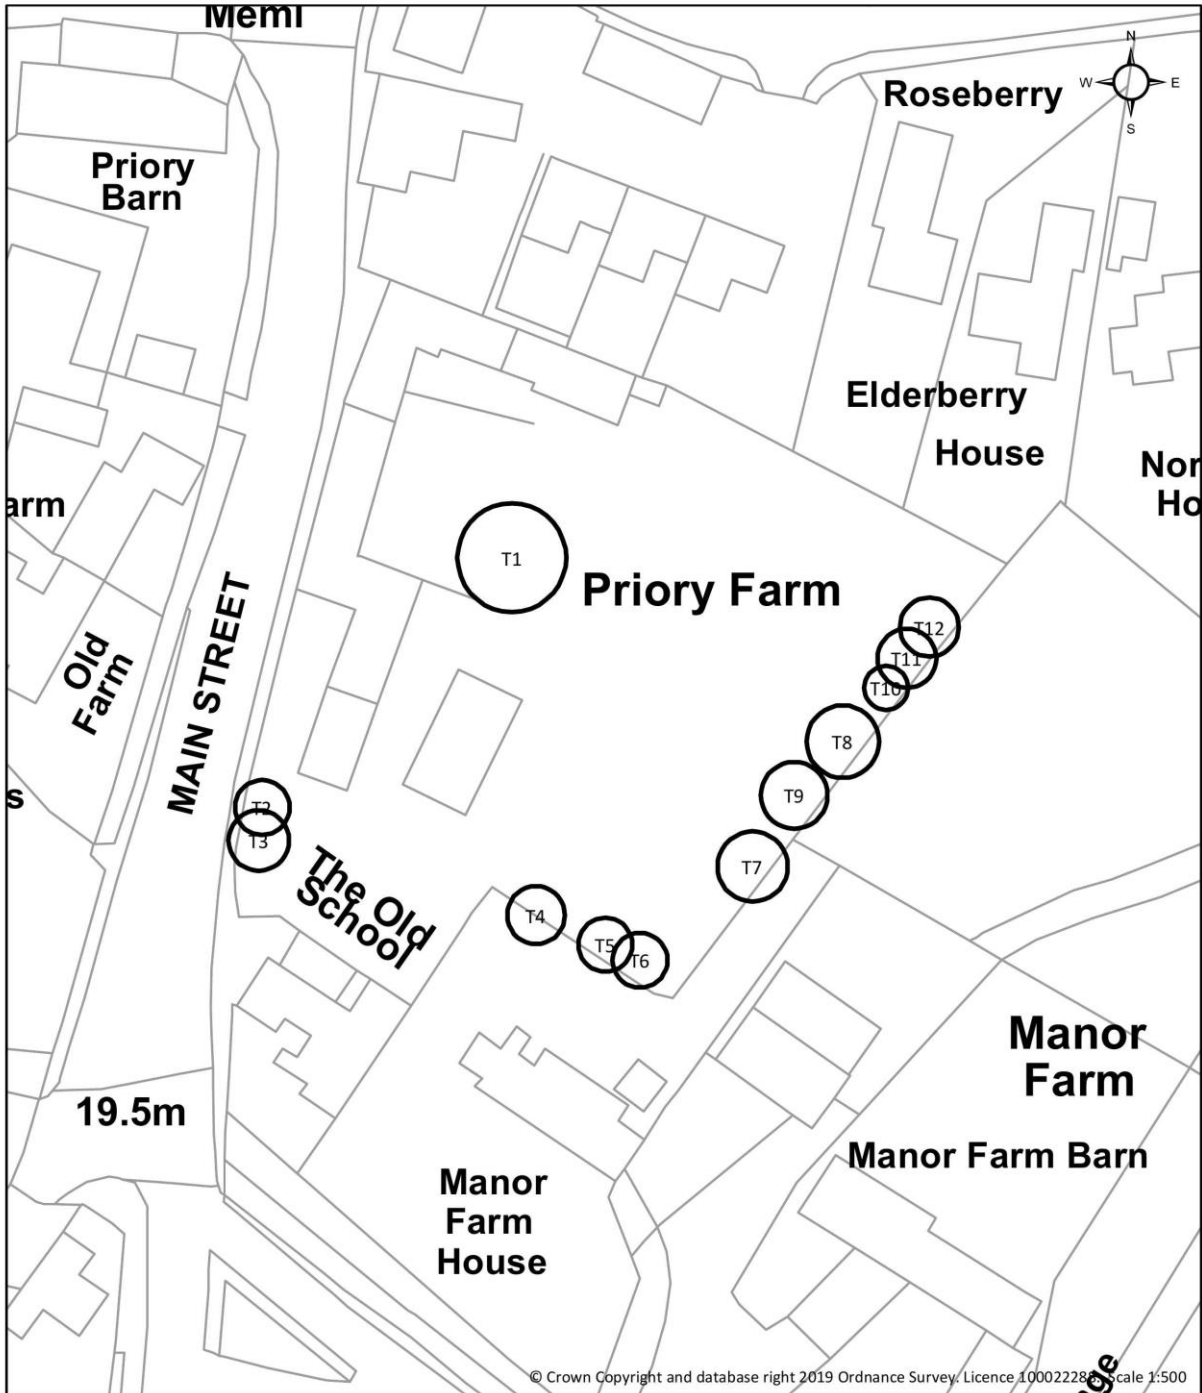 Memi
N
W
E
S
Roseberry
Priory
Barn
Elderberry
House
Nor
Ho
arm
T1
Priory Farm
MAIN STREET
Old
Farm
T12
T11
T10
T8
T9
T7
s
T2
T3
The Old
School
T4
T5
T6
Manor
Farm
19.5m
Manor Farm Barn
Manor
Farm
House
nge
© Crown Copyright and database right 2019 Ordnance Survey. Licence 100022283. Scale 1:500